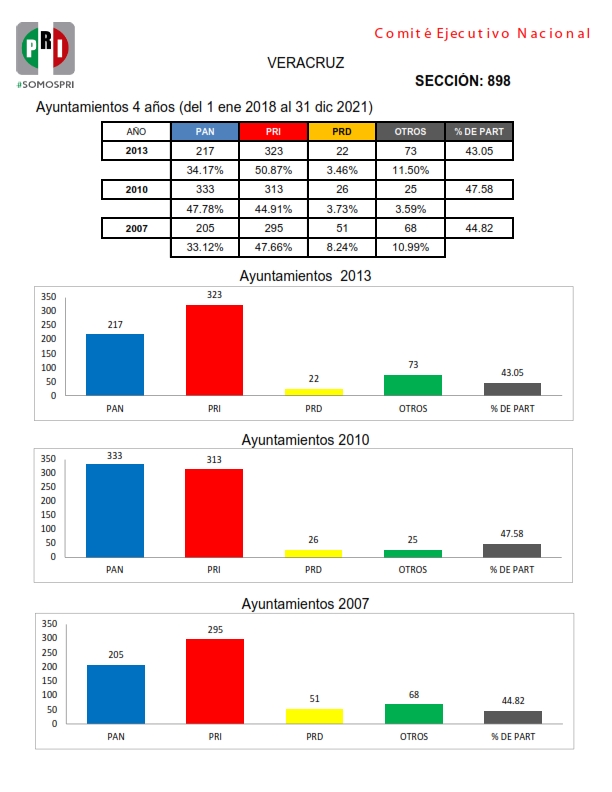 Comité Ejecutivo Nacional
PRI
#SOMOSPRI
VERACRUZ
SECCIÓN: 898
Ayuntamientos 4 años (del 1 ene 2018 al 31 dic 2021)
AÑO PAN PRI PRD OTROS % DE PART
2013 217 323 22 73 43.05
34.17% 50.87% 3.46% 11.50%
2010 333 313 26 25 47.58
47.78% 44.91% 3.73% 3.59%
2007 205 295 51 68 44.82
33.12% 47.66% 8.24% 10.99%
Ayuntamientos 2013
350
300
250
200
150
100
50
0
217 323 22 73 43.05
PAN PRI PRD OTROS % DE PART
Ayuntamientos 2010
350
300
250
200
150
100
50
0
333 313 26 25 47.58
PAN PRI PRD OTROS % DE PART
Ayuntamientos 2007
350
300
250
200
150
100
50
0
205 295 51 68 44.82
PAN PRI PRD OTROS % DE PART